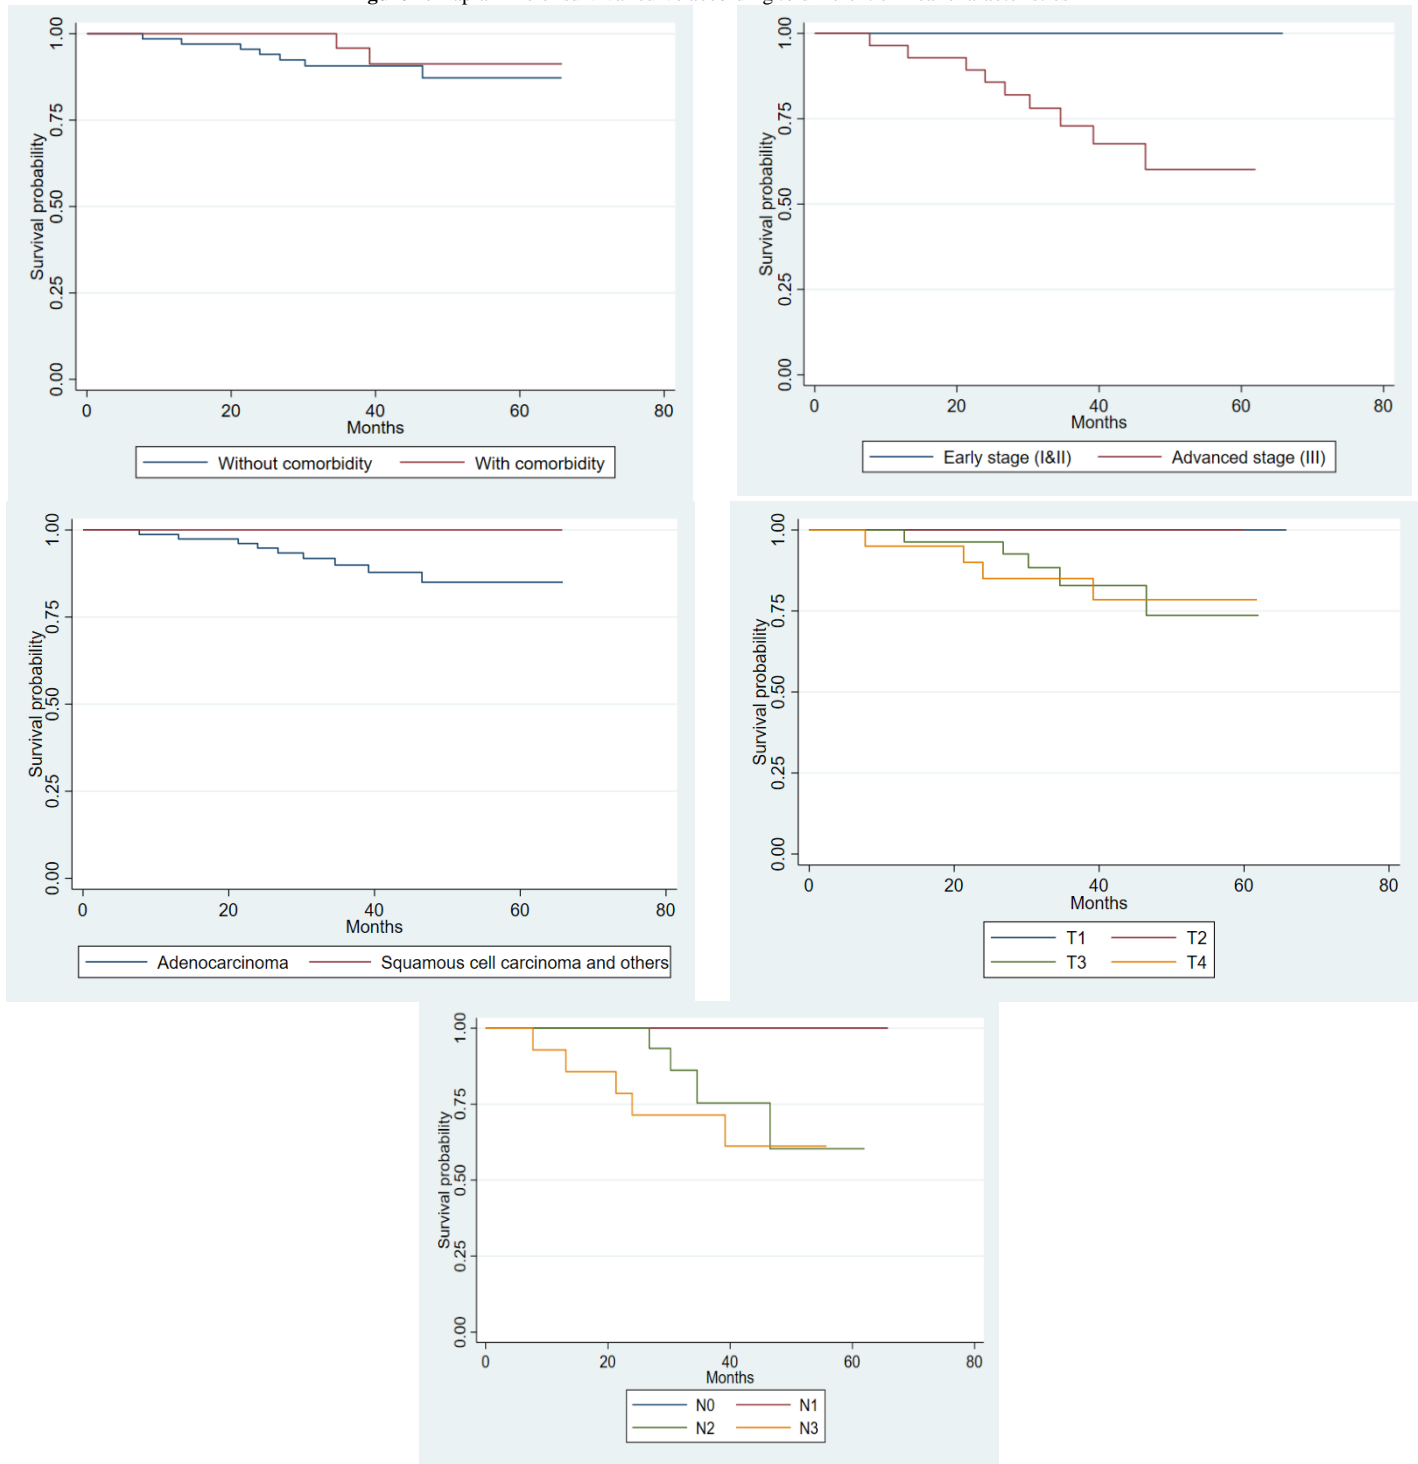 Survival probability
1.00
0.75
0.50
0.25
0.00
0 20 40 60 80
Months
Without comorbidity With comorbidity
Survival probability
1.00
0.75
0.50
0.25
0.00
0 20 40 60 80
Months
Early stage (I&II) Advanced stage (III)
Survival probability
1.00
0.75
0.50
0.25
0.00
0 20 40 60 80
Months
Adenocarcinoma Squamous cell carcinoma and others
Survival probability
1.00
0.75
0.50
0.25
0.00
0 20 40 60 80
Months
T1 T2
T3 T4
Survival probability
1.00
0.75
0.50
0.25
0.00
0 20 40 60 80
Months
N0 N1
N2 N3